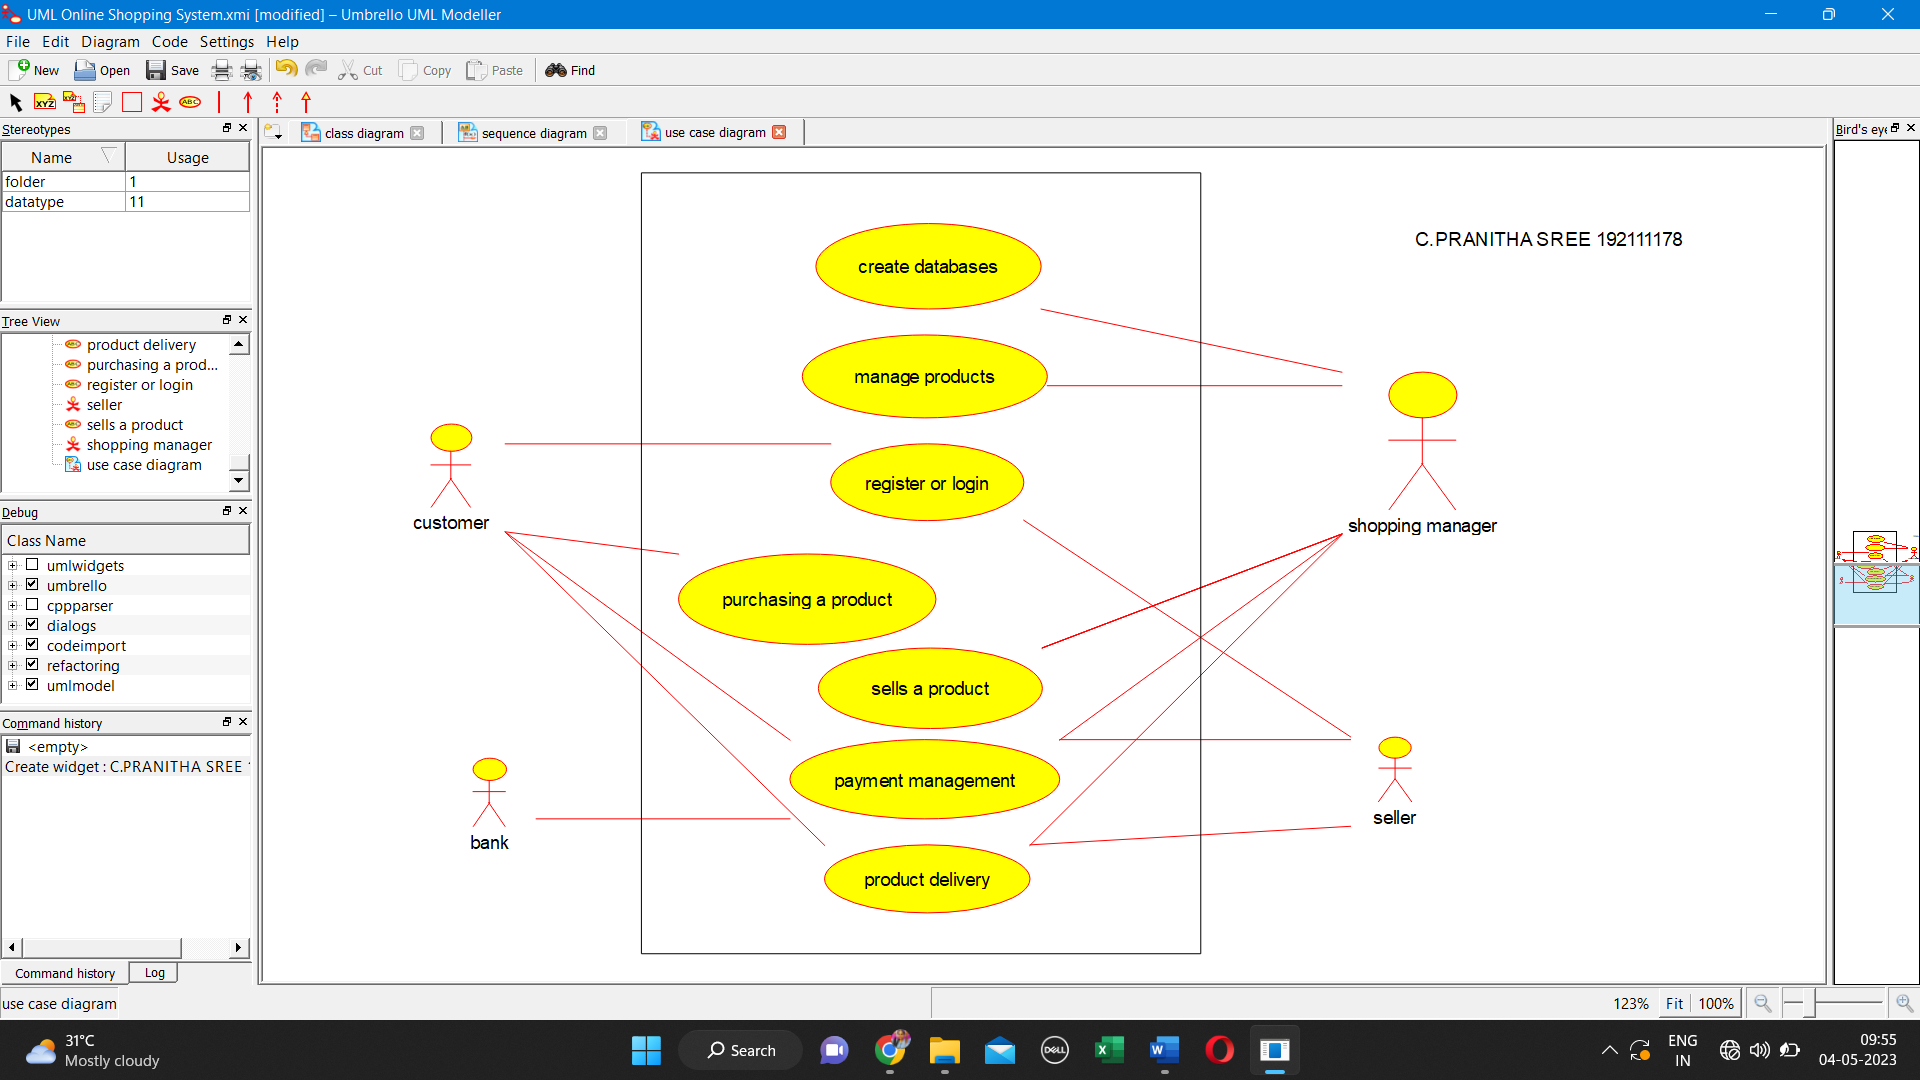 UML Online Shopping System.xmi [modified] – Umbrello UML Modeller
File Edit Diagram Code Settings Help
New Open Save Cut Copy Paste Find
XYZ XYZ ABC
Stereotypes
Name Usage
folder 1
datatype 11
Tree View
product delivery
purchasing a prod...
register or login
seller
sells a product
shopping manager
use case diagram
Debug
Class Name
umlwidgets
umbrello
cppparser
dialogs
codeimport
refactoring
umlmodel
Command history
<empty>
Create widget : C.PRANITHA SREE
Command history Log
class diagram sequence diagram use case diagram
C.PRANITHA SREE 192111178
create databases
manage products
register or login
customer
shopping manager
purchasing a product
sells a product
payment management
bank
seller
product delivery
Bird's eye
use case diagram
123% Fit 100%
31°C
Mostly cloudy
Search
DELL
ENG
IN
09:55
04-05-2023